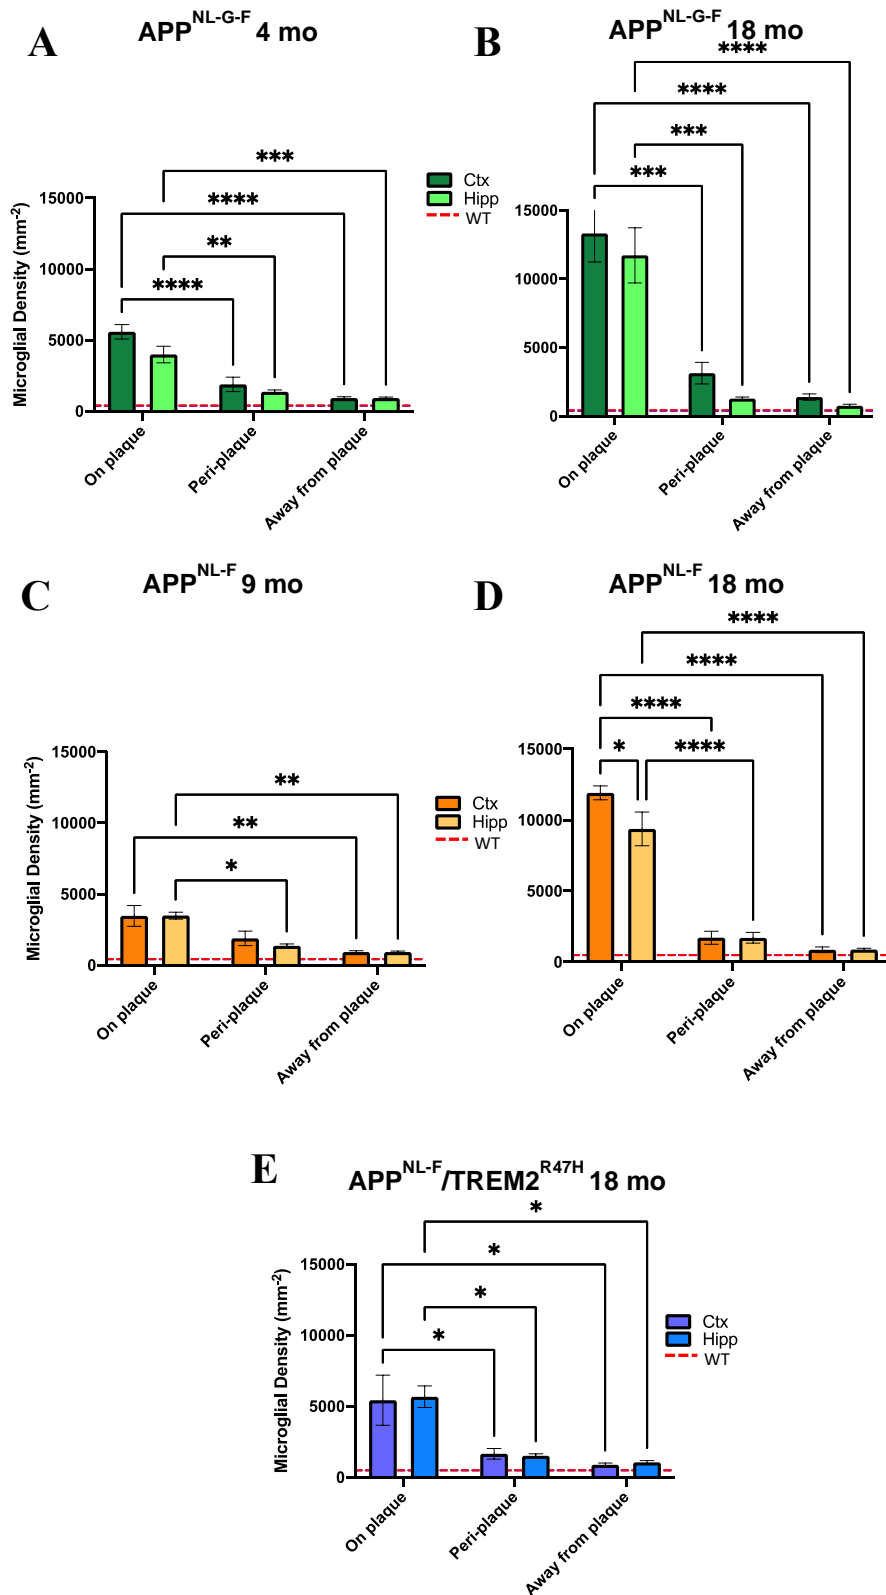 A
APP^NL-G-F 4 mo
***
****
**
****
Microglial Density (mm^-2)
15000
10000
5000
0
On plaque
Peri-plaque
Away from plaque
Ctx
Hipp
WT
B
APP^NL-G-F 18 mo
****
****
***
***
15000
10000
5000
0
On plaque
Peri-plaque
Away from plaque
C
APP^NL-F 9 mo
**
**
*
Microglial Density (mm^-2)
15000
10000
5000
0
On plaque
Peri-plaque
Away from plaque
Ctx
Hipp
WT
D
APP^NL-F 18 mo
****
****
****
*
****
15000
10000
5000
0
On plaque
Peri-plaque
Away from plaque
E
APP^NL-F/TREM2^R47H 18 mo
*
*
*
*
Microglial Density (mm^-2)
15000
10000
5000
0
On plaque
Peri-plaque
Away from plaque
Ctx
Hipp
WT